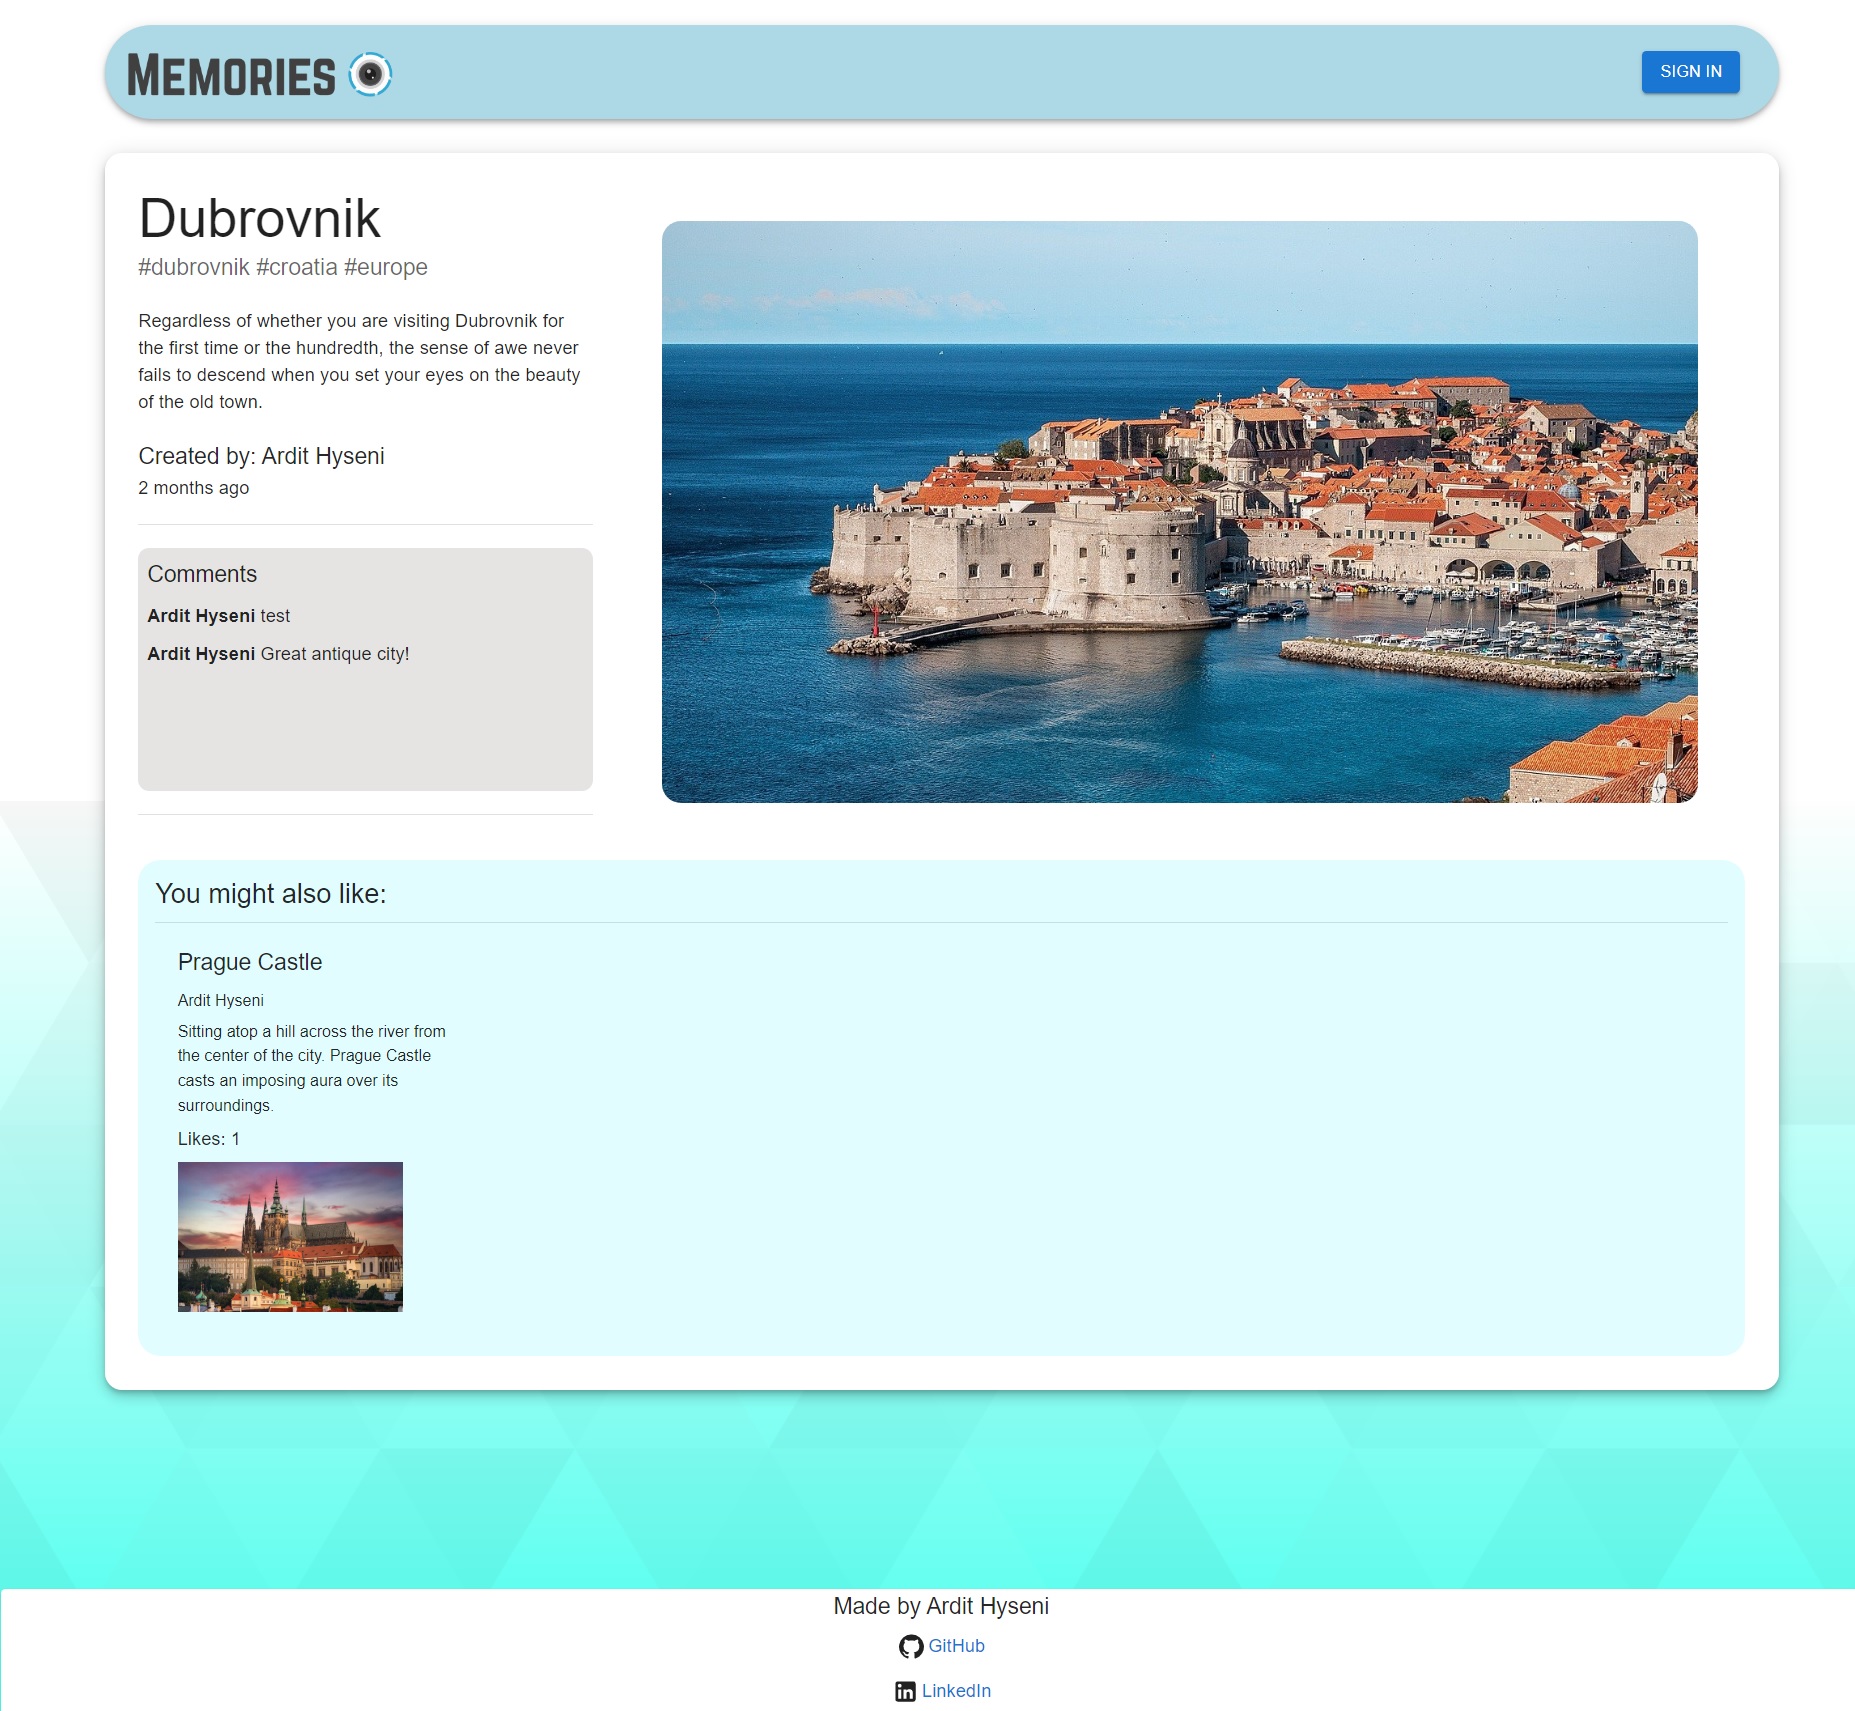 Memories
SIGN IN
Dubrovnik
#dubrovnik #croatia #europe
Regardless of whether you are visiting Dubrovnik for
the first time or the hundredth, the sense of awe never
fails to descend when you set your eyes on the beauty
of the old town.
Created by: Ardit Hyseni
2 months ago
Comments
Ardit Hyseni test
Ardit Hyseni Great antique city!
You might also like:
Prague Castle
Ardit Hyseni
Sitting atop a hill across the river from
the center of the city. Prague Castle
casts an imposing aura over its
surroundings.
Likes: 1
Made by Ardit Hyseni
GitHub
LinkedIn